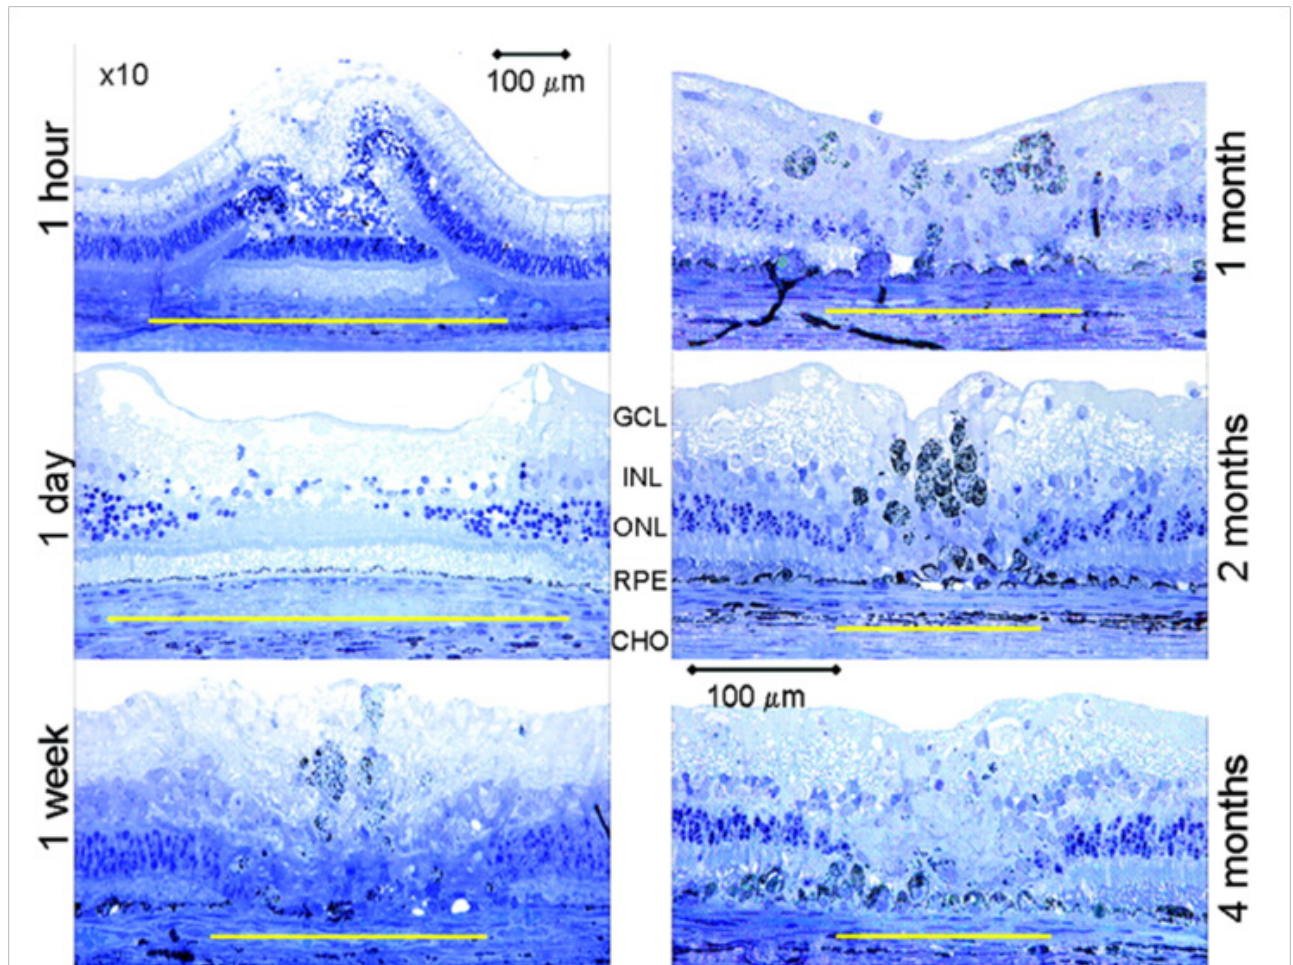 x10
100 μm
1 hour
1 month
1 day
GCL
INL
ONL
RPE
CHO
2 months
100 μm
1 week
4 months